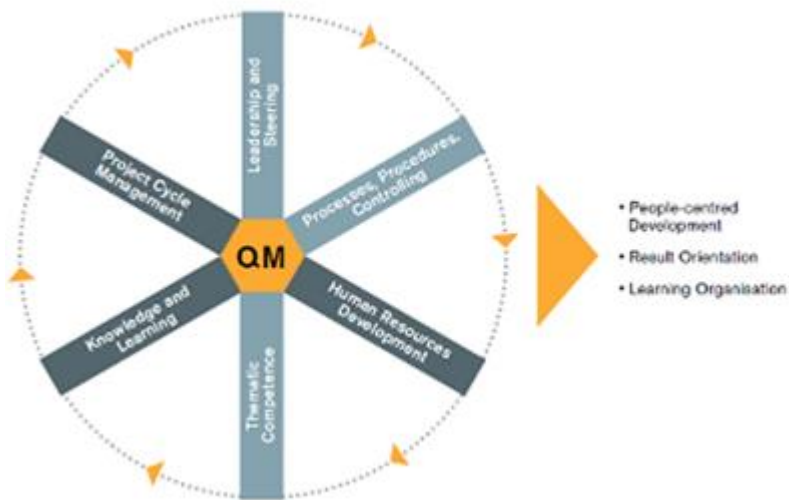 Leadership and
Steering
Processes, Procedures,
Controlling
Human Resources
Development
Thematic
Competence
Knowledge and
Learning
Project Cycle
Management
QM
• People-centred
Development
• Result Orientation
• Learning Organisation